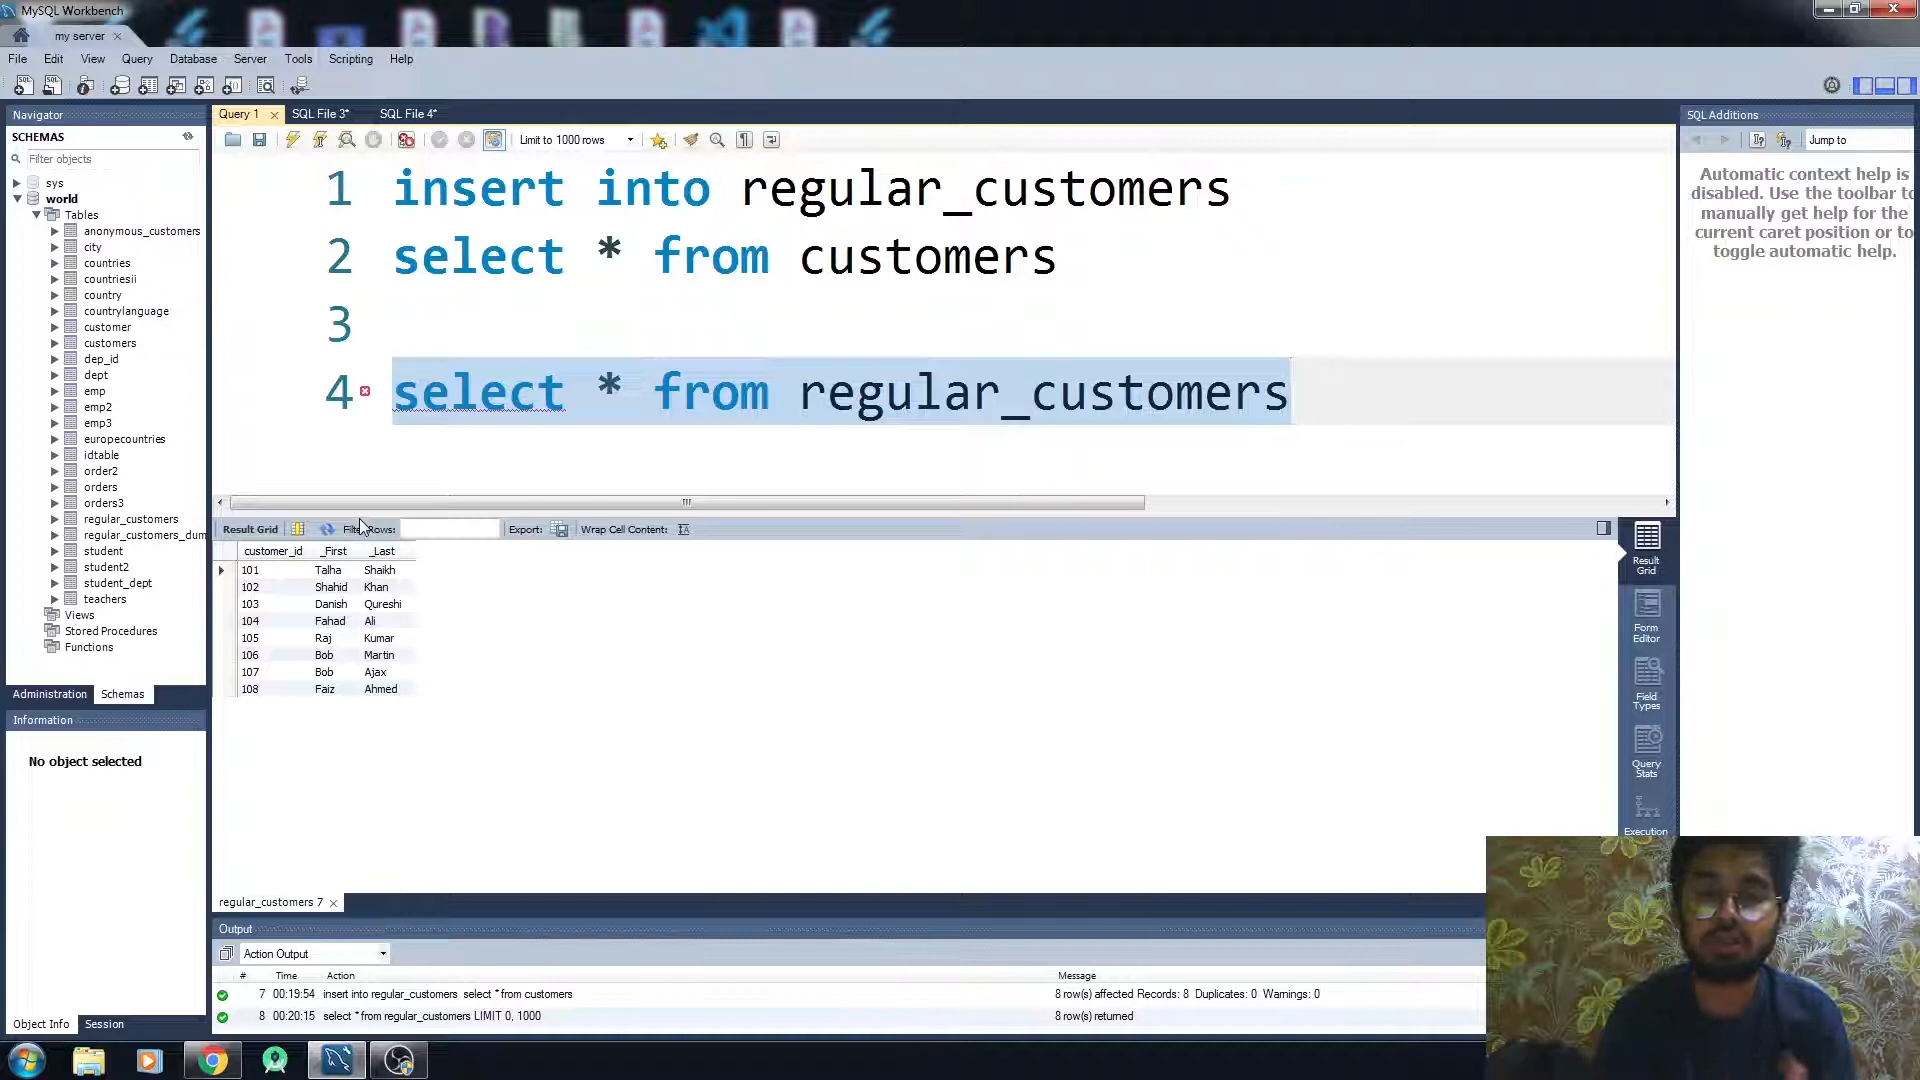 MySQL Workbench
my server
File Edit View Query Database Server Tools Scripting Help
Navigator
SCHEMAS
Filter objects
sys
world
Tables
anonymous_customers
city
countries
countriesii
country
countrylanguage
customer
customers
dep_id
dept
emp
emp2
emp3
europecountries
idtable
order2
orders
orders3
regular_customers
regular_customers_dum
student
student2
student_dept
teachers
Views
Stored Procedures
Functions
Administration Schemas
Information
No object selected
Object Info Session
Query 1 SQL File 3* SQL File 4*
Limit to 1000 rows
1 insert into regular_customers
2 select * from customers
3
4 select * from regular_customers
Result Grid Filter Rows: Export: Wrap Cell Content:
customer_id _First _Last
101 Talha Shaikh
102 Shahid Khan
103 Danish Qureshi
104 Fahad Ali
105 Raj Kumar
106 Bob Martin
107 Bob Ajax
108 Faiz Ahmed
Result
Grid
Form
Editor
Field
Types
Query
Stats
Execution
regular_customers 7
Output
Action Output
# Time Action Message
7 00:19:54 insert into regular_customers select * from customers 8 row(s) affected Records: 8 Duplicates: 0 Warnings: 0
8 00:20:15 select * from regular_customers LIMIT 0, 1000 8 row(s) returned
SQL Additions
Jump to
Automatic context help is
disabled. Use the toolbar to
manually get help for the
current caret position or to
toggle automatic help.